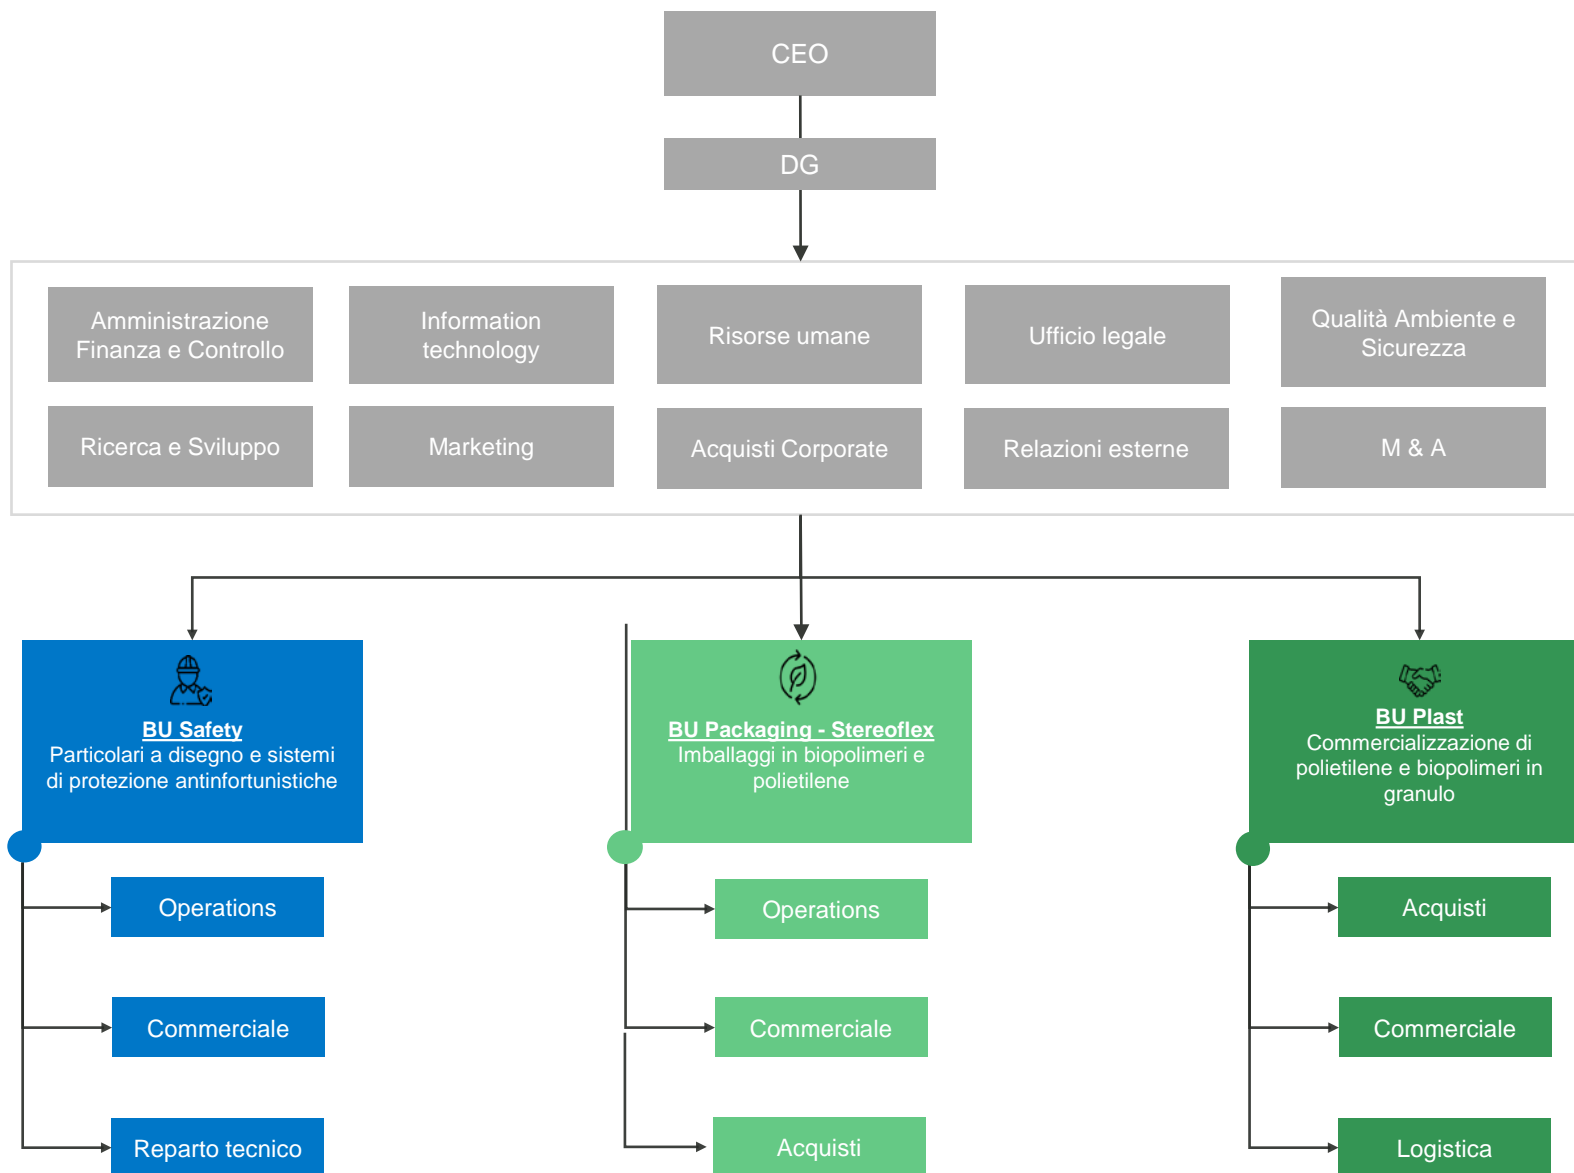 CEO
DG
Amministrazione
Finanza e Controllo
Information
technology
Risorse umane
Ufficio legale
Qualità Ambiente e
Sicurezza
Ricerca e Sviluppo
Marketing
Acquisti Corporate
Relazioni esterne
M & A
BU Safety
Particolari a disegno e sistemi
di protezione antinfortunistiche
BU Packaging - Stereoflex
Imballaggi in biopolimeri e
polietilene
BU Plast
Commercializzazione di
polietilene e biopolimeri in
granulo
Operations
Commerciale
Reparto tecnico
Operations
Commerciale
Acquisti
Acquisti
Commerciale
Logistica